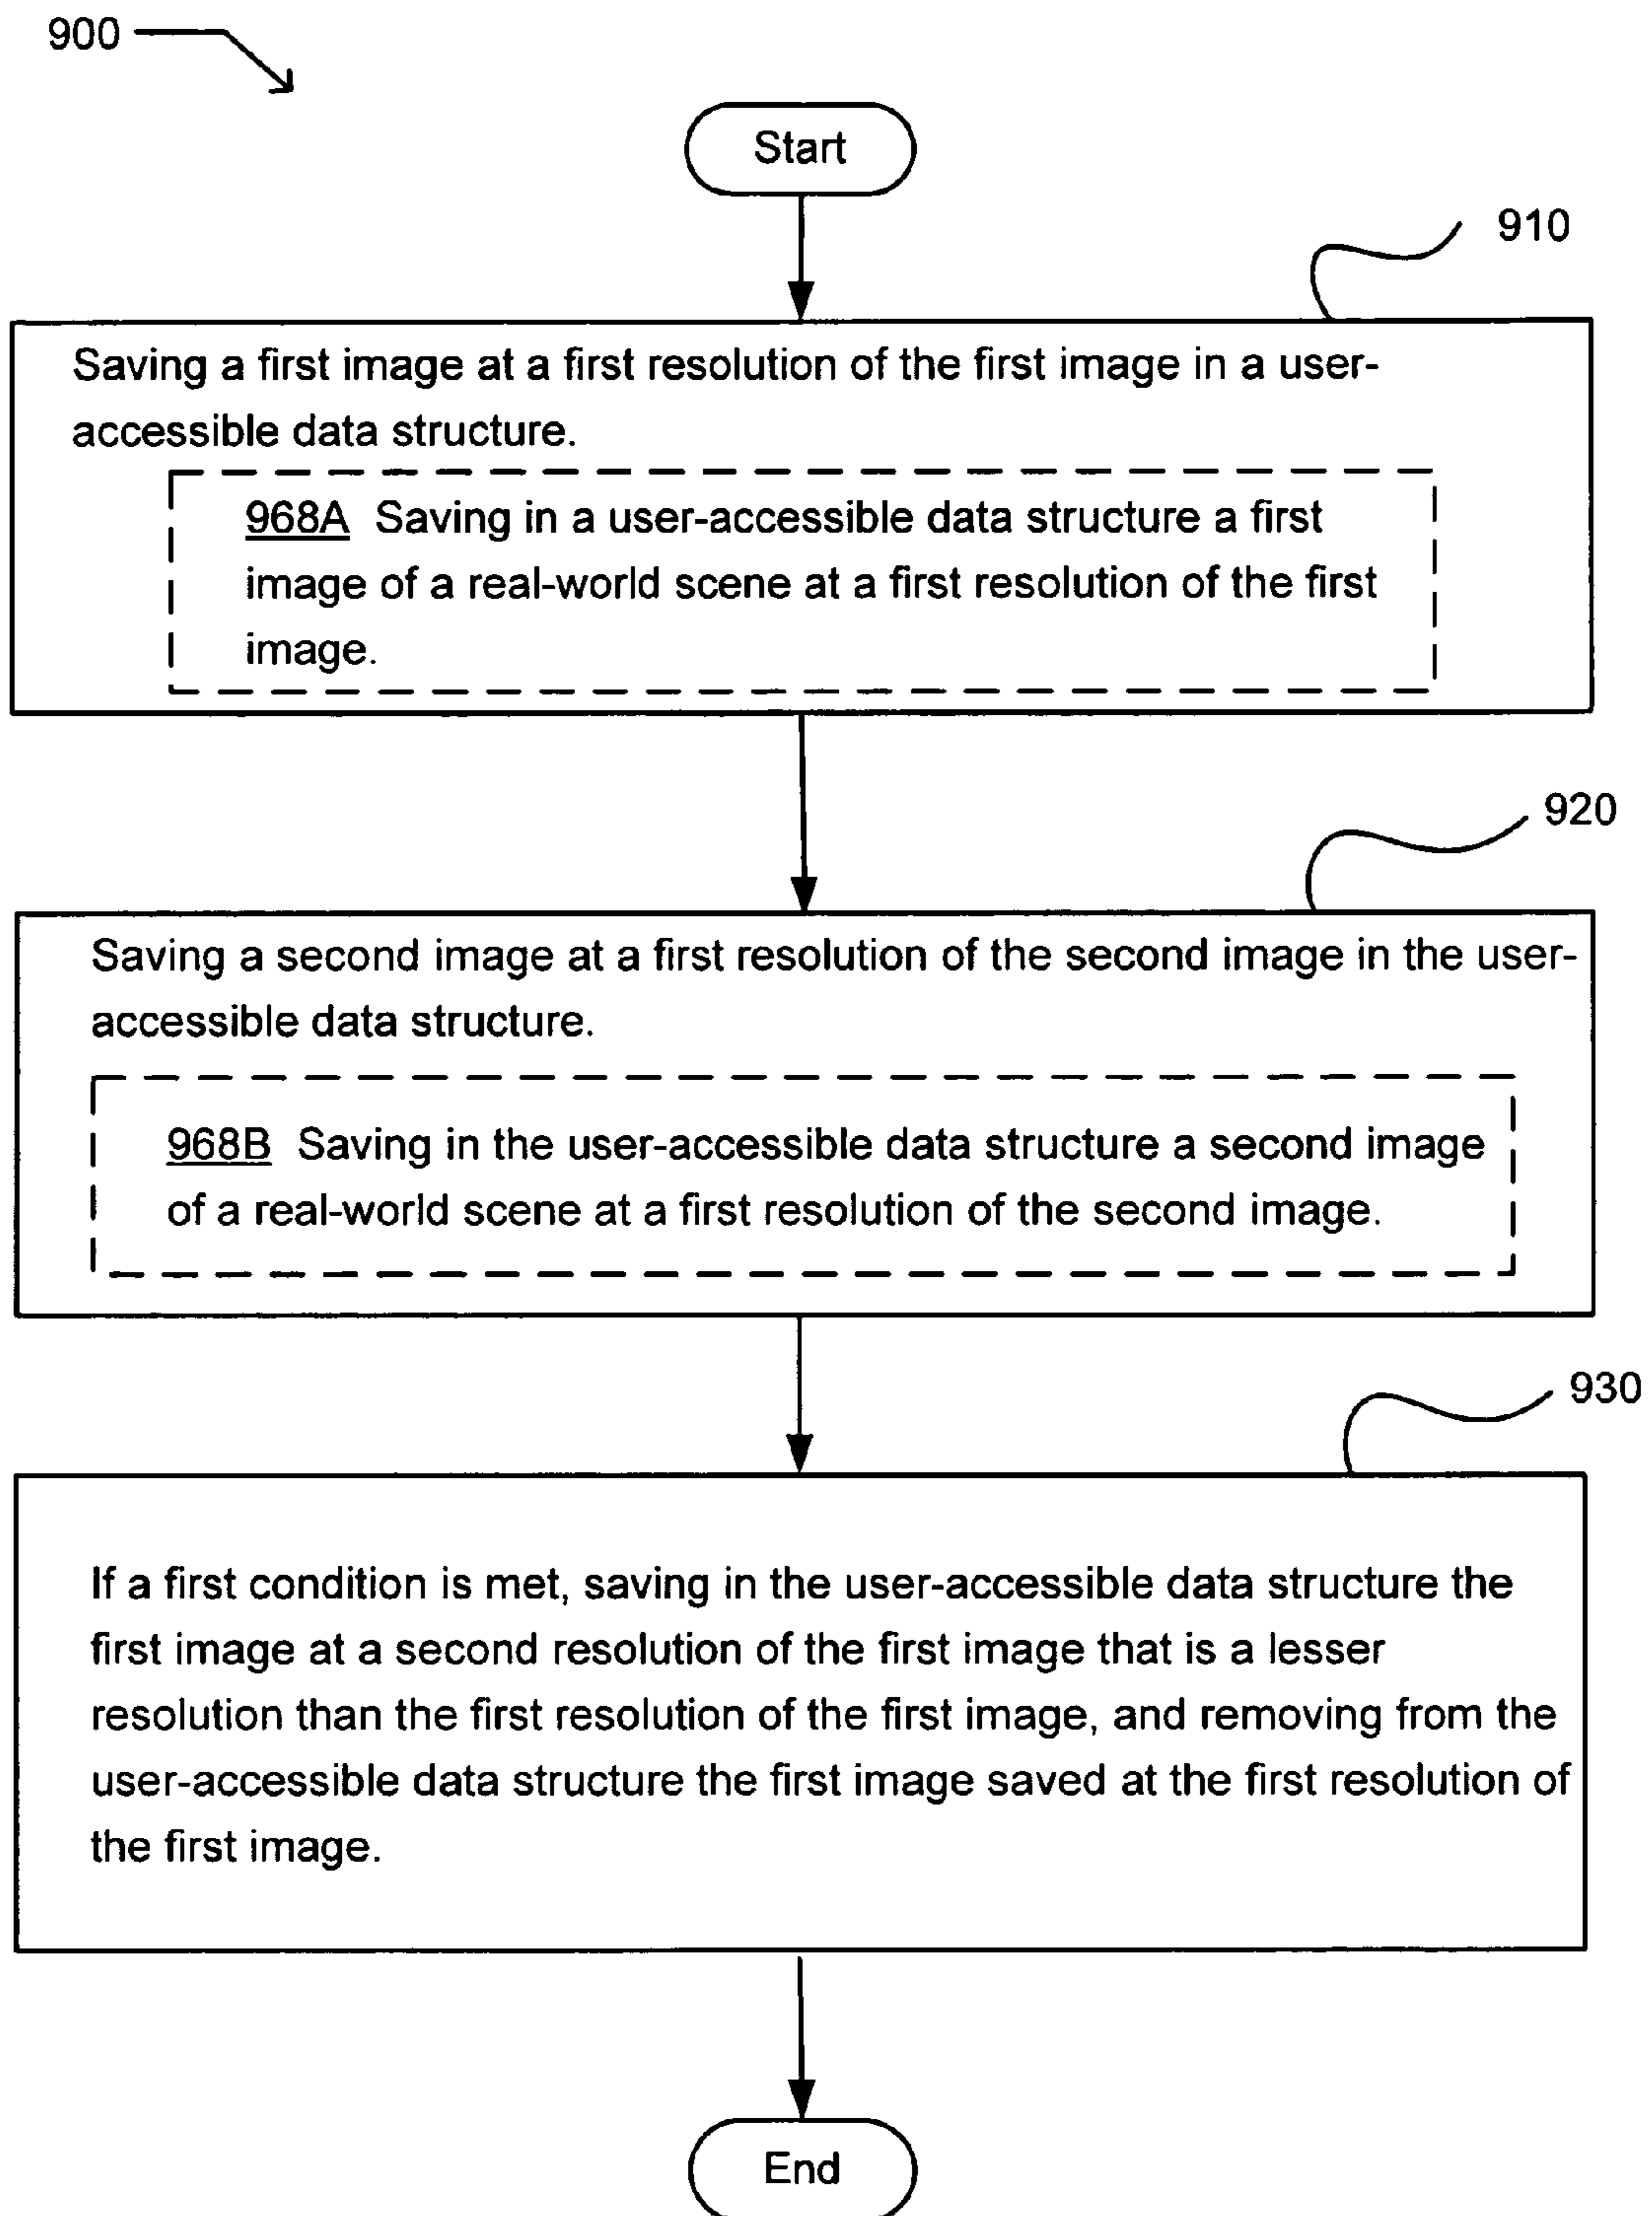 900
Start
910
Saving a first image at a first resolution of the first image in a user-
accessible data structure.
968A Saving in a user-accessible data structure a first
image of a real-world scene at a first resolution of the first
image.
920
Saving a second image at a first resolution of the second image in the user-
accessible data structure.
968B Saving in the user-accessible data structure a second image
of a real-world scene at a first resolution of the second image.
930
If a first condition is met, saving in the user-accessible data structure the
first image at a second resolution of the first image that is a lesser
resolution than the first resolution of the first image, and removing from the
user-accessible data structure the first image saved at the first resolution of
the first image.
End